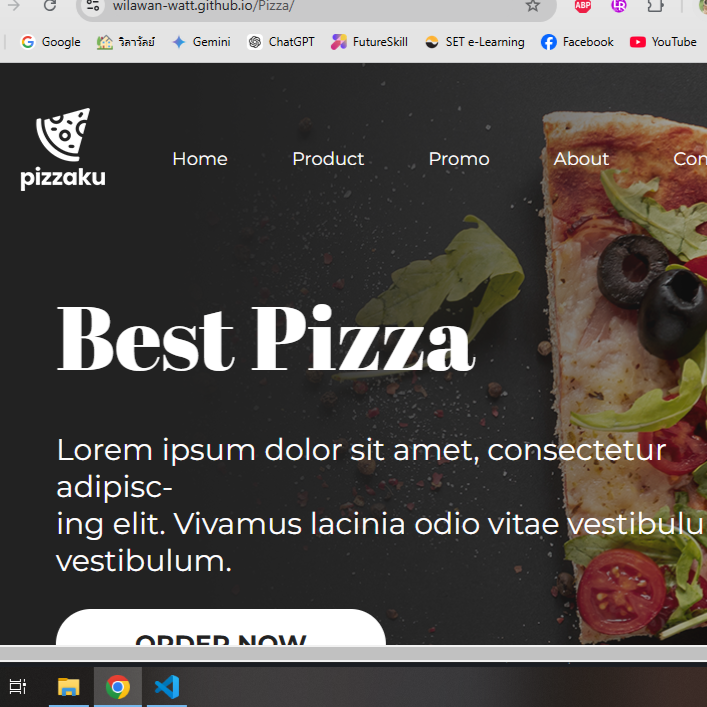 wilawan-watt.github.io/Pizza/
ABP
LR
Google
วิลาวัลย์
Gemini
ChatGPT
FutureSkill
SET e-Learning
Facebook
YouTube
pizzaku
Home
Product
Promo
About
Con
Best Pizza
Lorem ipsum dolor sit amet, consectetur
adipisc-
ing elit. Vivamus lacinia odio vitae vestibulu
vestibulum.
ORDER NOW